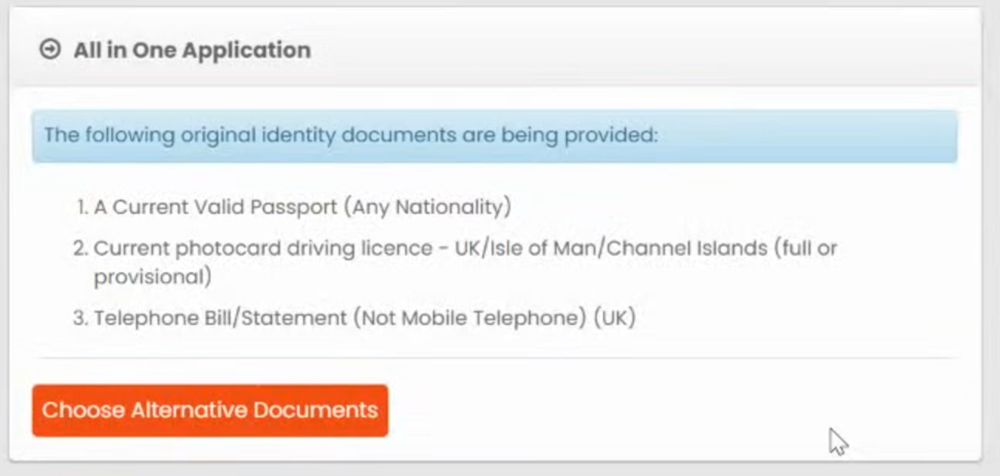 All in One Application
The following original identity documents are being provided:
1. A Current Valid Passport (Any Nationality)
2. Current photocard driving licence - UK/Isle of Man/Channel Islands (full or
provisional)
3. Telephone Bill/Statement (Not Mobile Telephone) (UK)
Choose Alternative Documents